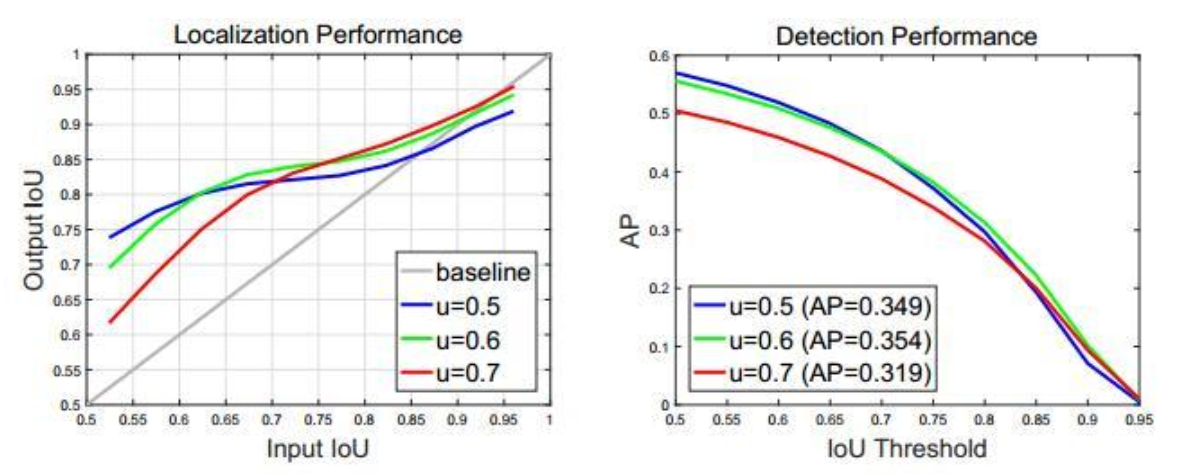 Localization Performance
1
0.95
0.9
0.85
0.8
0.75
0.7
0.65
0.6
0.55
0.5
Output IoU
baseline
u=0.5
u=0.6
u=0.7
0.5 0.55 0.6 0.65 0.7 0.75 0.8 0.85 0.9 0.95 1
Input IoU
Detection Performance
0.6
0.5
0.4
0.3
0.2
0.1
0
AP
u=0.5 (AP=0.349)
u=0.6 (AP=0.354)
u=0.7 (AP=0.319)
0.5 0.55 0.6 0.65 0.7 0.75 0.8 0.85 0.9 0.95
IoU Threshold